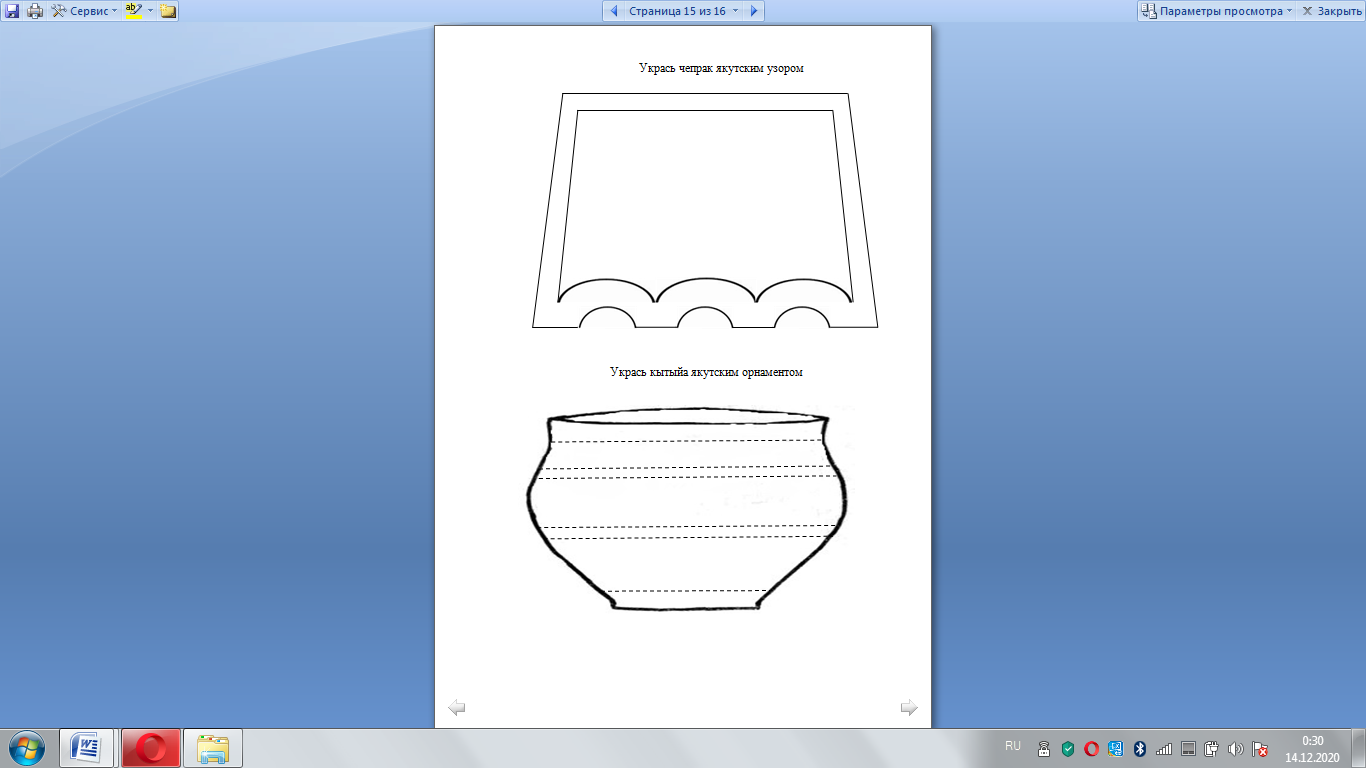 Сервис
Страница 15 из 16
Параметры просмотра
Закрыть
Укрась чепрак якутским узором
Укрась кытыйа якутским орнаментом
RU
0:30
14.12.2020